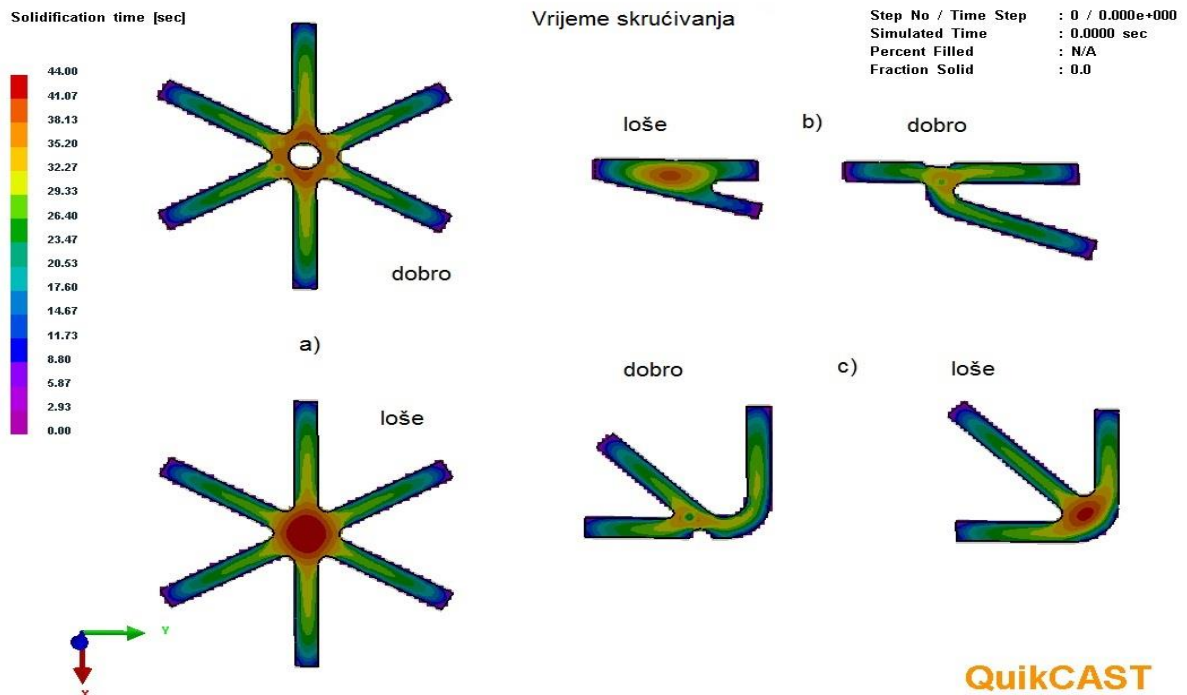 Solidification time [sec]
Vrijeme skrućivanja
Step No / Time Step : 0 / 0.000e+000
Simulated Time : 0.0000 sec
Percent Filled : N/A
Fraction Solid : 0.0
44.00
41.07
38.13
35.20
32.27
29.33
26.40
23.47
20.53
17.60
14.67
11.73
8.80
5.87
2.93
0.00
dobro
a)
loše
loše
b)
dobro
dobro
c)
loše
Y
X
QuikCAST